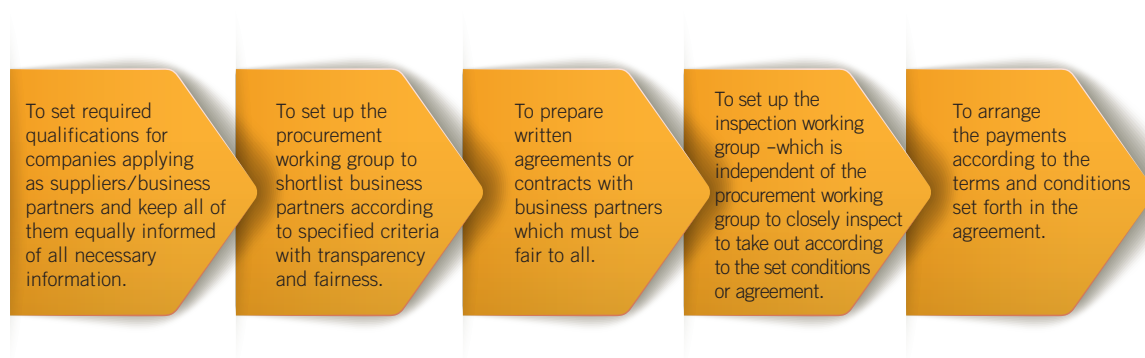 To set required
qualifications for
companies applying
as suppliers/business
partners and keep all of
them equally informed
of all necessary
information.
To set up the
procurement
working group to
shortlist business
partners according
to specified criteria
with transparency
and fairness.
To prepare
written
agreements or
contracts with
business partners
which must be
fair to all.
To set up the
inspection working
group –which is
independent of the
procurement working
group to closely inspect
to take out according
to the set conditions
or agreement.
To arrange
the payments
according to the
terms and conditions
set forth in the
agreement.